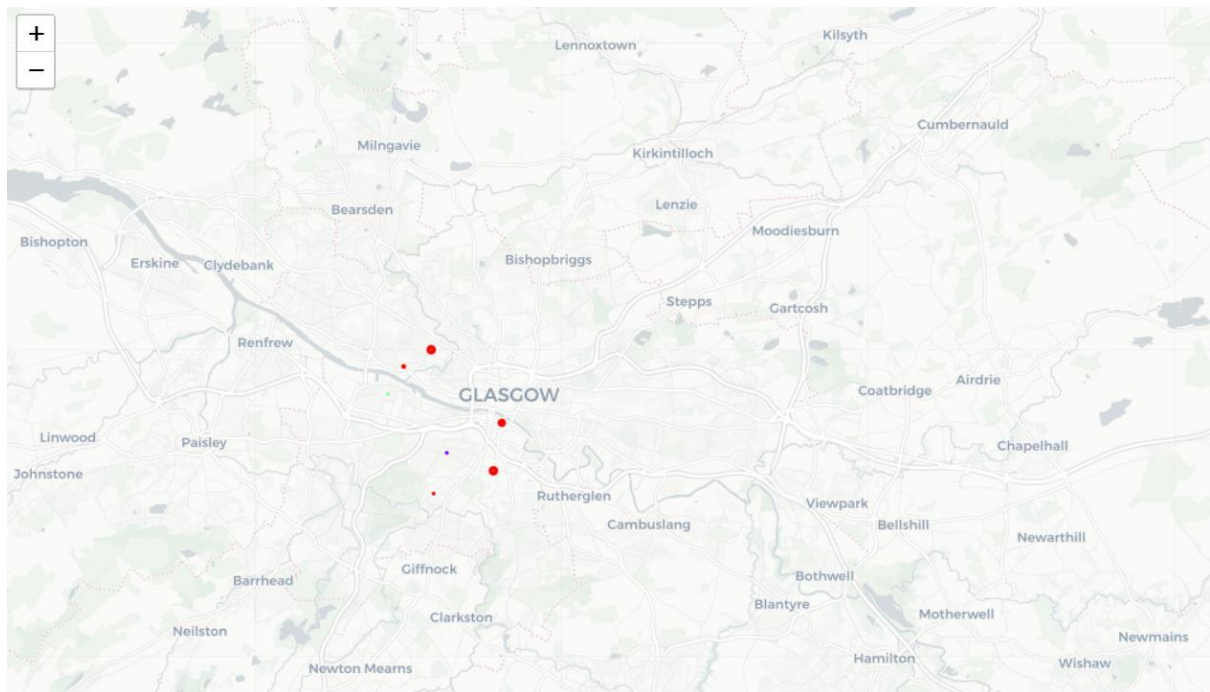 +
−
Lennoxtown
Kilsyth
Cumbernauld
Milngavie
Kirkintilloch
Lenzie
Bearsden
Moodiesburn
Bishopton
Erskine
Clydebank
Bishopbriggs
Stepps
Gartcosh
Renfrew
GLASGOW
Airdrie
Coatbridge
Linwood
Paisley
Chapelhall
Johnstone
Rutherglen
Viewpark
Cambuslang
Bellshill
Newarthill
Giffnock
Barrhead
Bothwell
Blantyre
Motherwell
Clarkston
Neilston
Newmains
Hamilton
Wishaw
Newton Mearns